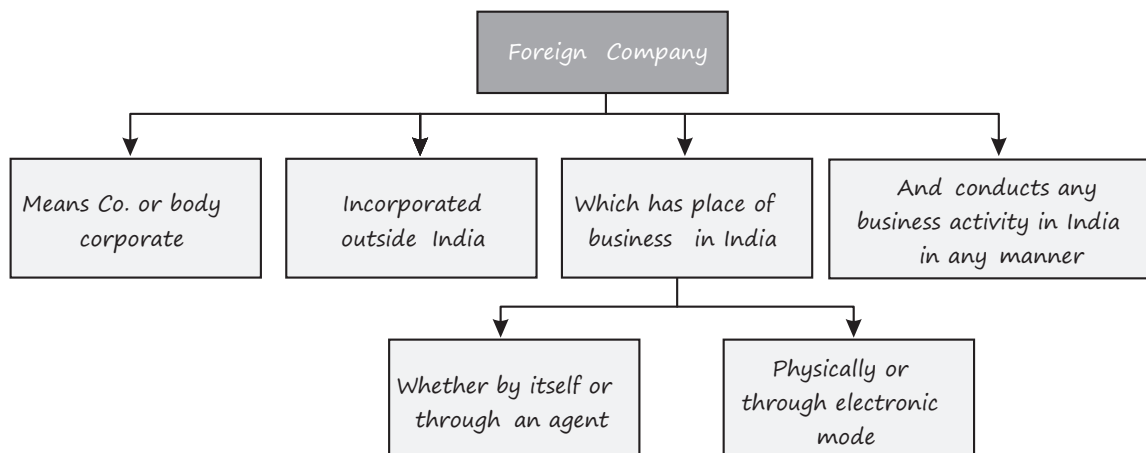 Foreign Company
Means Co. or body
corporate
Incorporated
outside India
Which has place of
business in India
And conducts any
business activity in India
in any manner
Whether by itself or
through an agent
Physically or
through electronic
mode